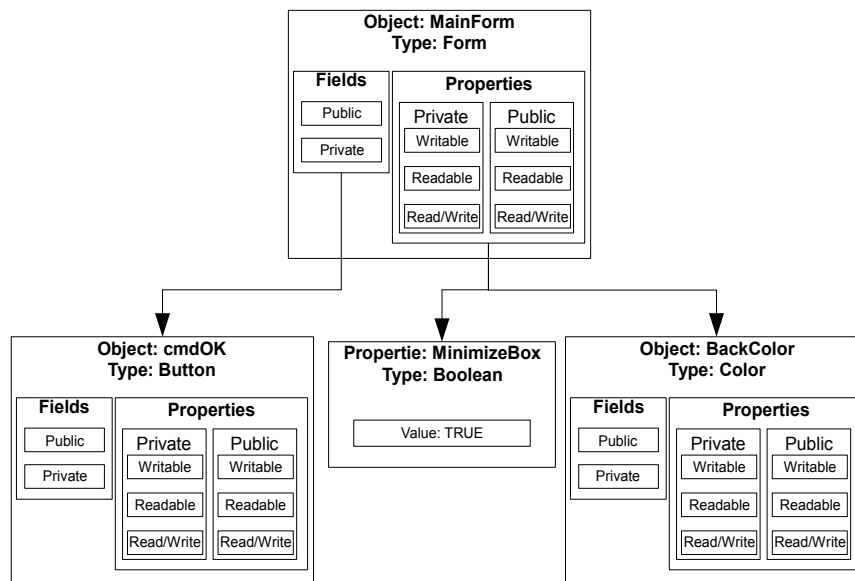 Object: MainForm
Type: Form
Fields
Public
Private
Properties
Private
Writable
Readable
Read/Write
Public
Writable
Readable
Read/Write
Object: cmdOK
Type: Button
Fields
Public
Private
Properties
Private
Writable
Readable
Read/Write
Public
Writable
Readable
Read/Write
Propertie: MinimizeBox
Type: Boolean
Value: TRUE
Object: BackColor
Type: Color
Fields
Public
Private
Properties
Private
Writable
Readable
Read/Write
Public
Writable
Readable
Read/Write